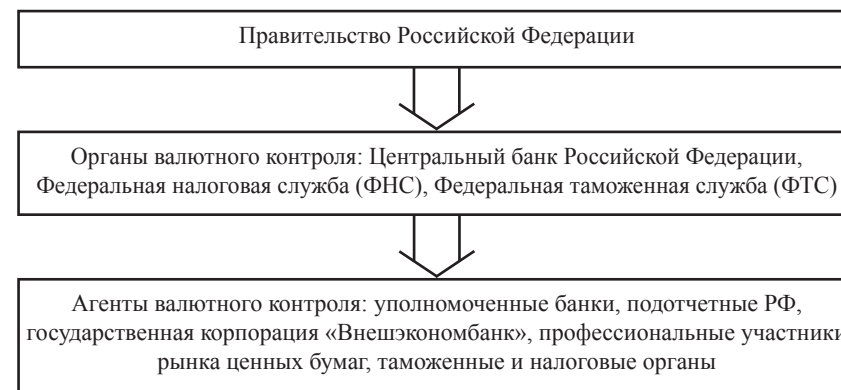 Правительство Российской Федерации
Органы валютного контроля: Центральный банк Российской Федерации,
Федеральная налоговая служба (ФНС), Федеральная таможенная служба (ФТС)
Агенты валютного контроля: уполномоченные банки, подотчетные РФ,
государственная корпорация «Внешэкономбанк», профессиональные участники
рынка ценных бумаг, таможенные и налоговые органы